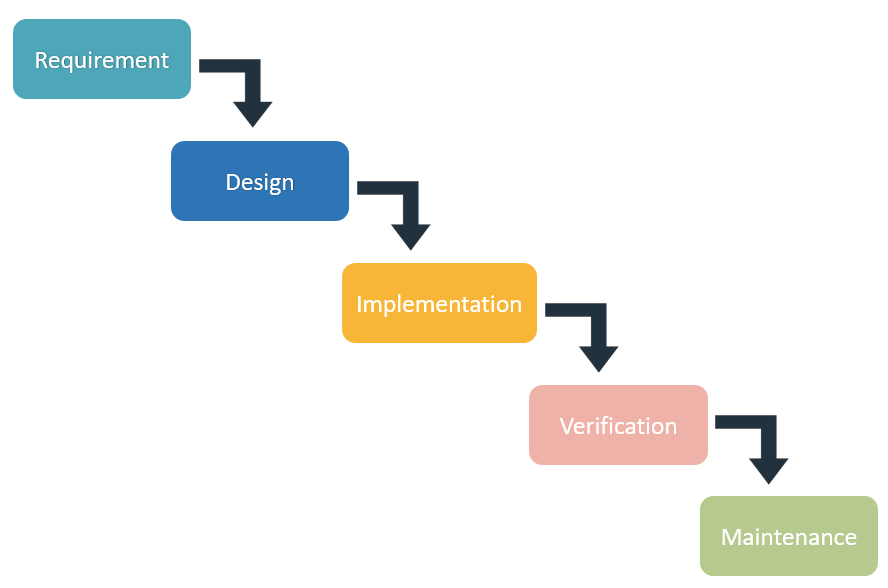 Requirement
Design
Implementation
Verification
Maintenance